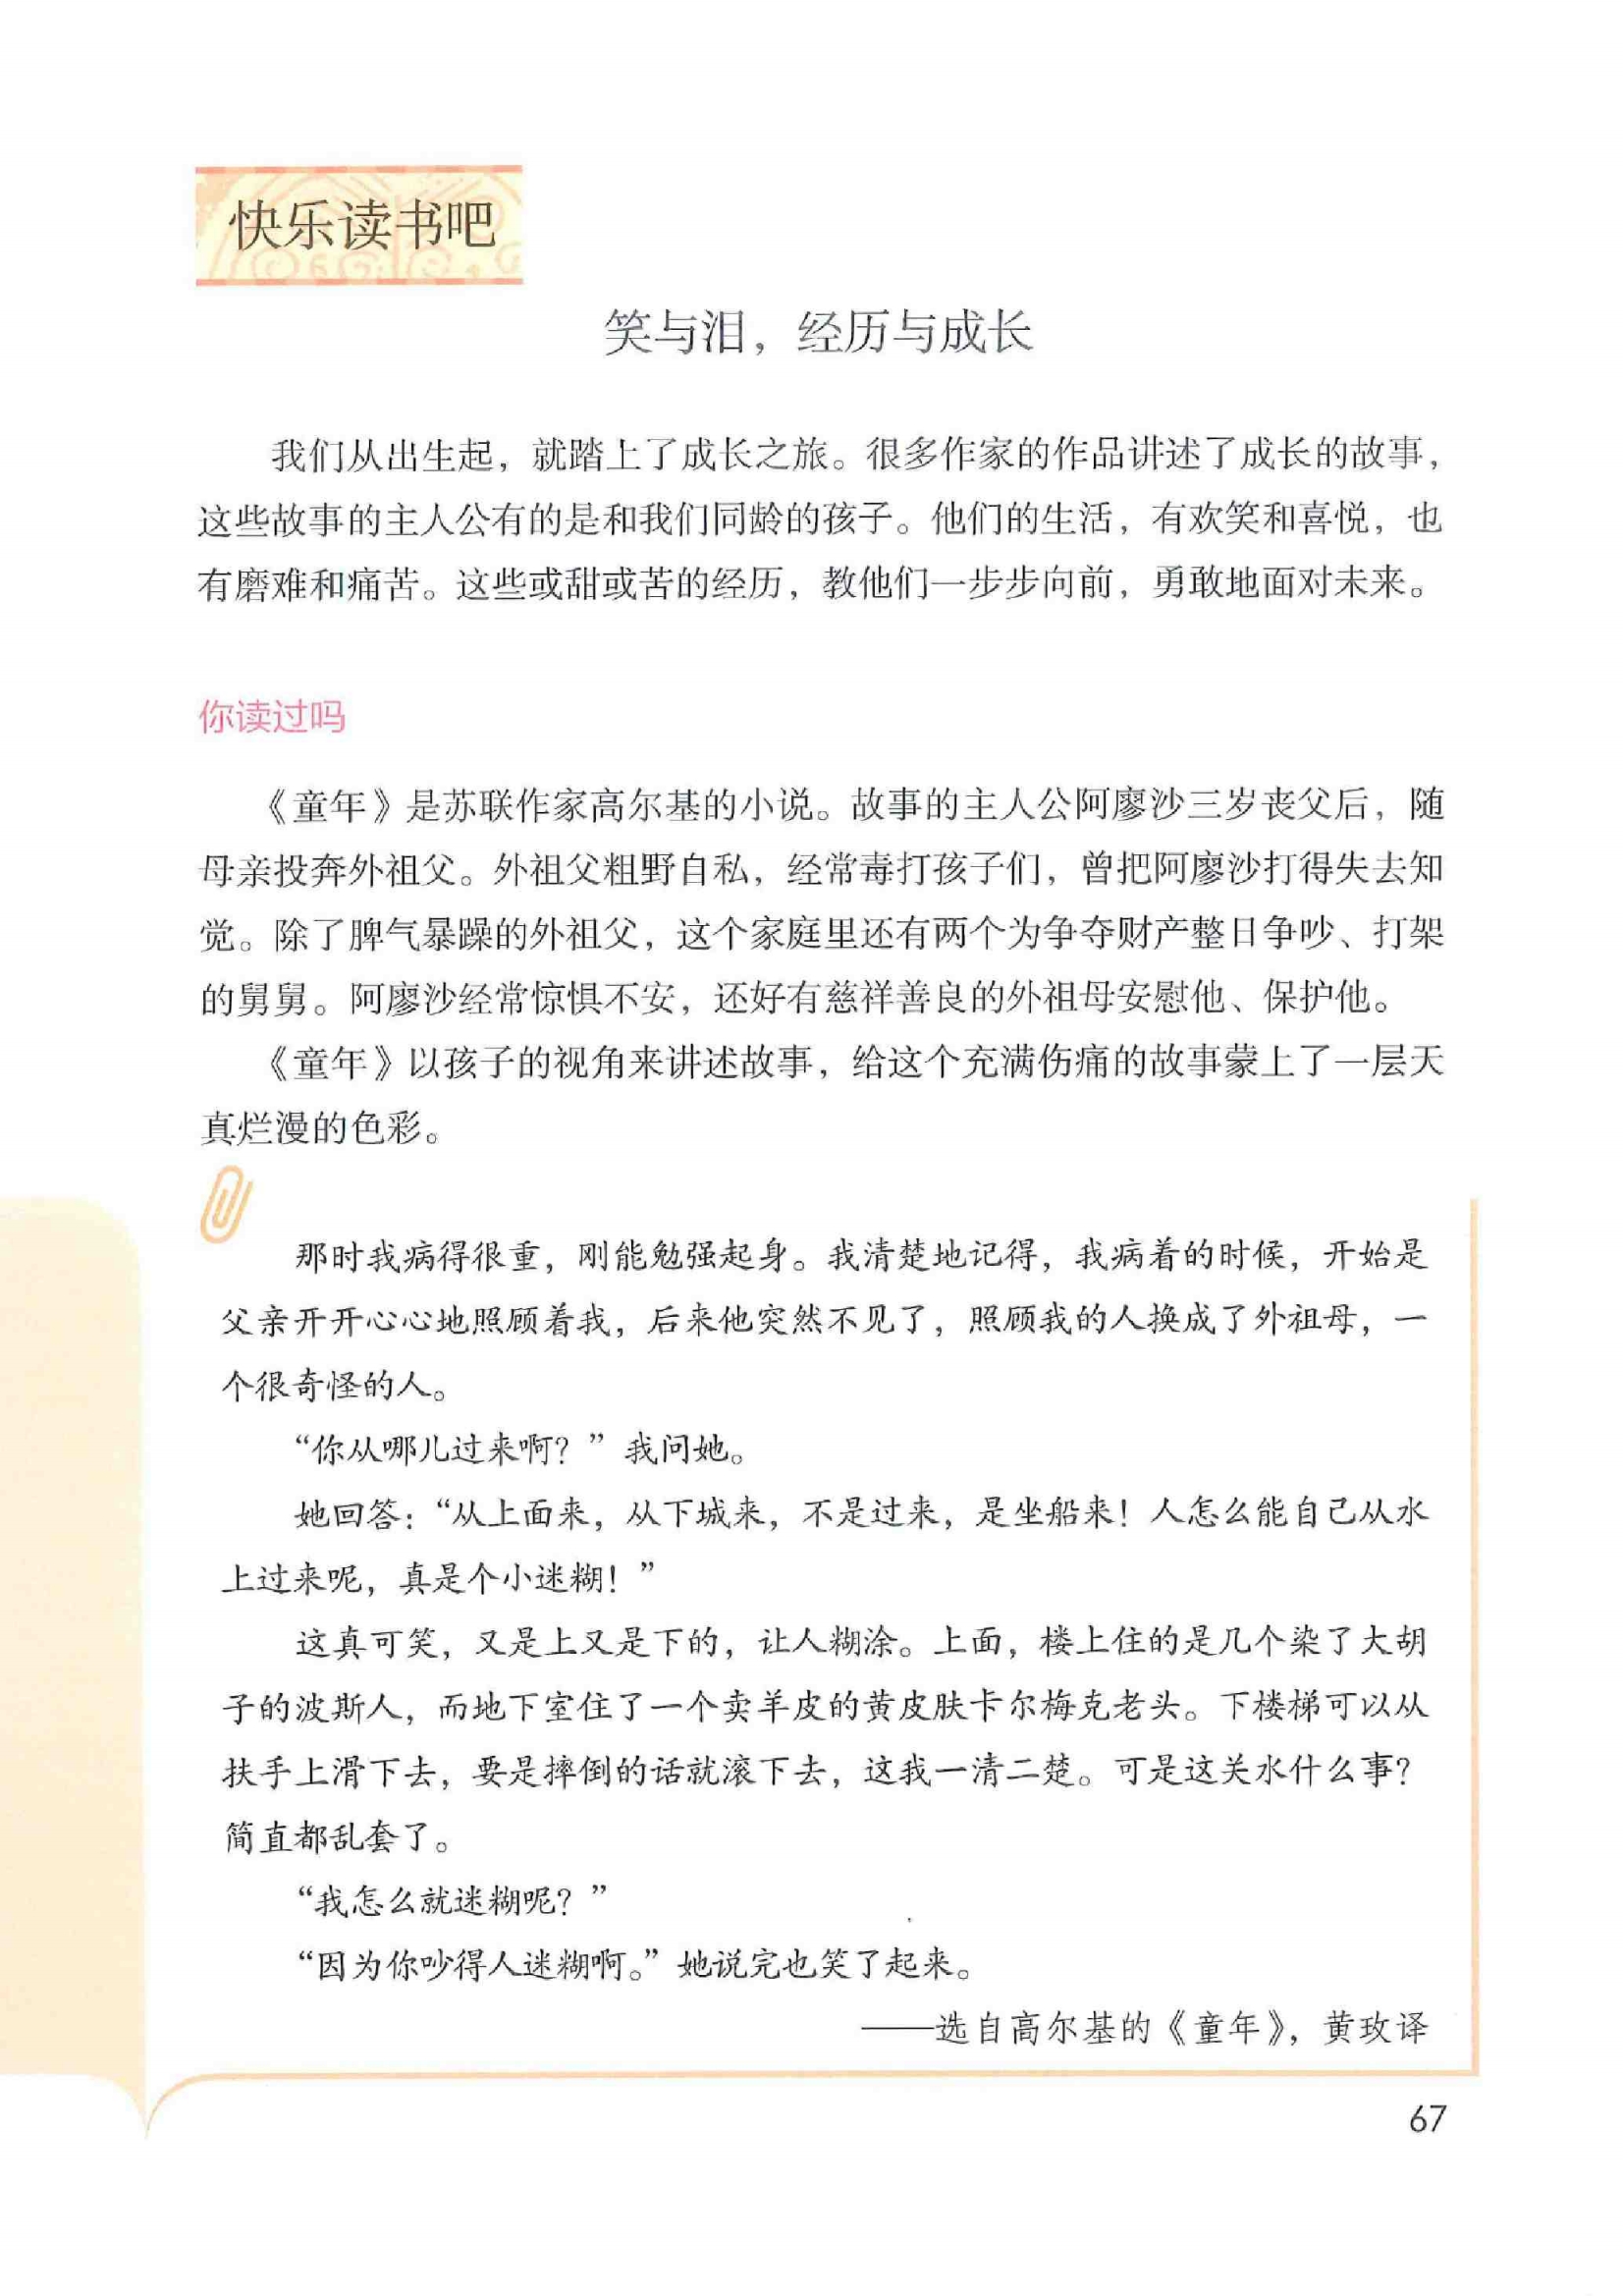 快乐读书吧
笑与泪，经历与成长
我们从出生起，就踏上了成长之旅。很多作家的作品讲述了成长的故事，
这些故事的主人公有的是和我们同龄的孩子。他们的生活，有欢笑和喜悦，也
有磨难和痛苦。这些或甜或苦的经历，教他们一步步向前，勇敢地面对未来。
你读过吗
《童年》是苏联作家高尔基的小说。故事的主人公阿廖沙三岁丧父后，随
母亲投奔外祖父。外祖父粗野自私，经常毒打孩子们，曾把阿廖沙打得失去知
觉。除了脾气暴躁的外祖父，这个家庭里还有两个为争夺财产整日争吵、打架
的舅舅。阿廖沙经常惊惧不安，还好有慈祥善良的外祖母安慰他、保护他。
《童年》以孩子的视角来讲述故事，给这个充满伤痛的故事蒙上了一层天
真烂漫的色彩。
那时我病得很重，刚能勉强起身。我清楚地记得，我病着的时候，开始是
父亲开开心心地照顾着我，后来他突然不见了，照顾我的人换成了外祖母，一
个很奇怪的人。
“你从哪儿过来啊？”我问她。
她回答：“从上面来，从下城来，不是过来，是坐船来！人怎么能自己从水
上过来呢，真是个小迷糊！”
这真可笑，又是上又是下的，让人糊涂。上面，楼上住的是几个染了大胡
子的波斯人，而地下室住了一个卖羊皮的黄皮肤卡尔梅克老头。下楼梯可以从
扶手上滑下去，要是摔倒的话就滚下去，这我一清二楚。可是这关水什么事？
简直都乱套了。
“我怎么就迷糊呢？”
“因为你吵得人迷糊啊。”她说完也笑了起来。
——选自高尔基的《童年》，黄玫译
67